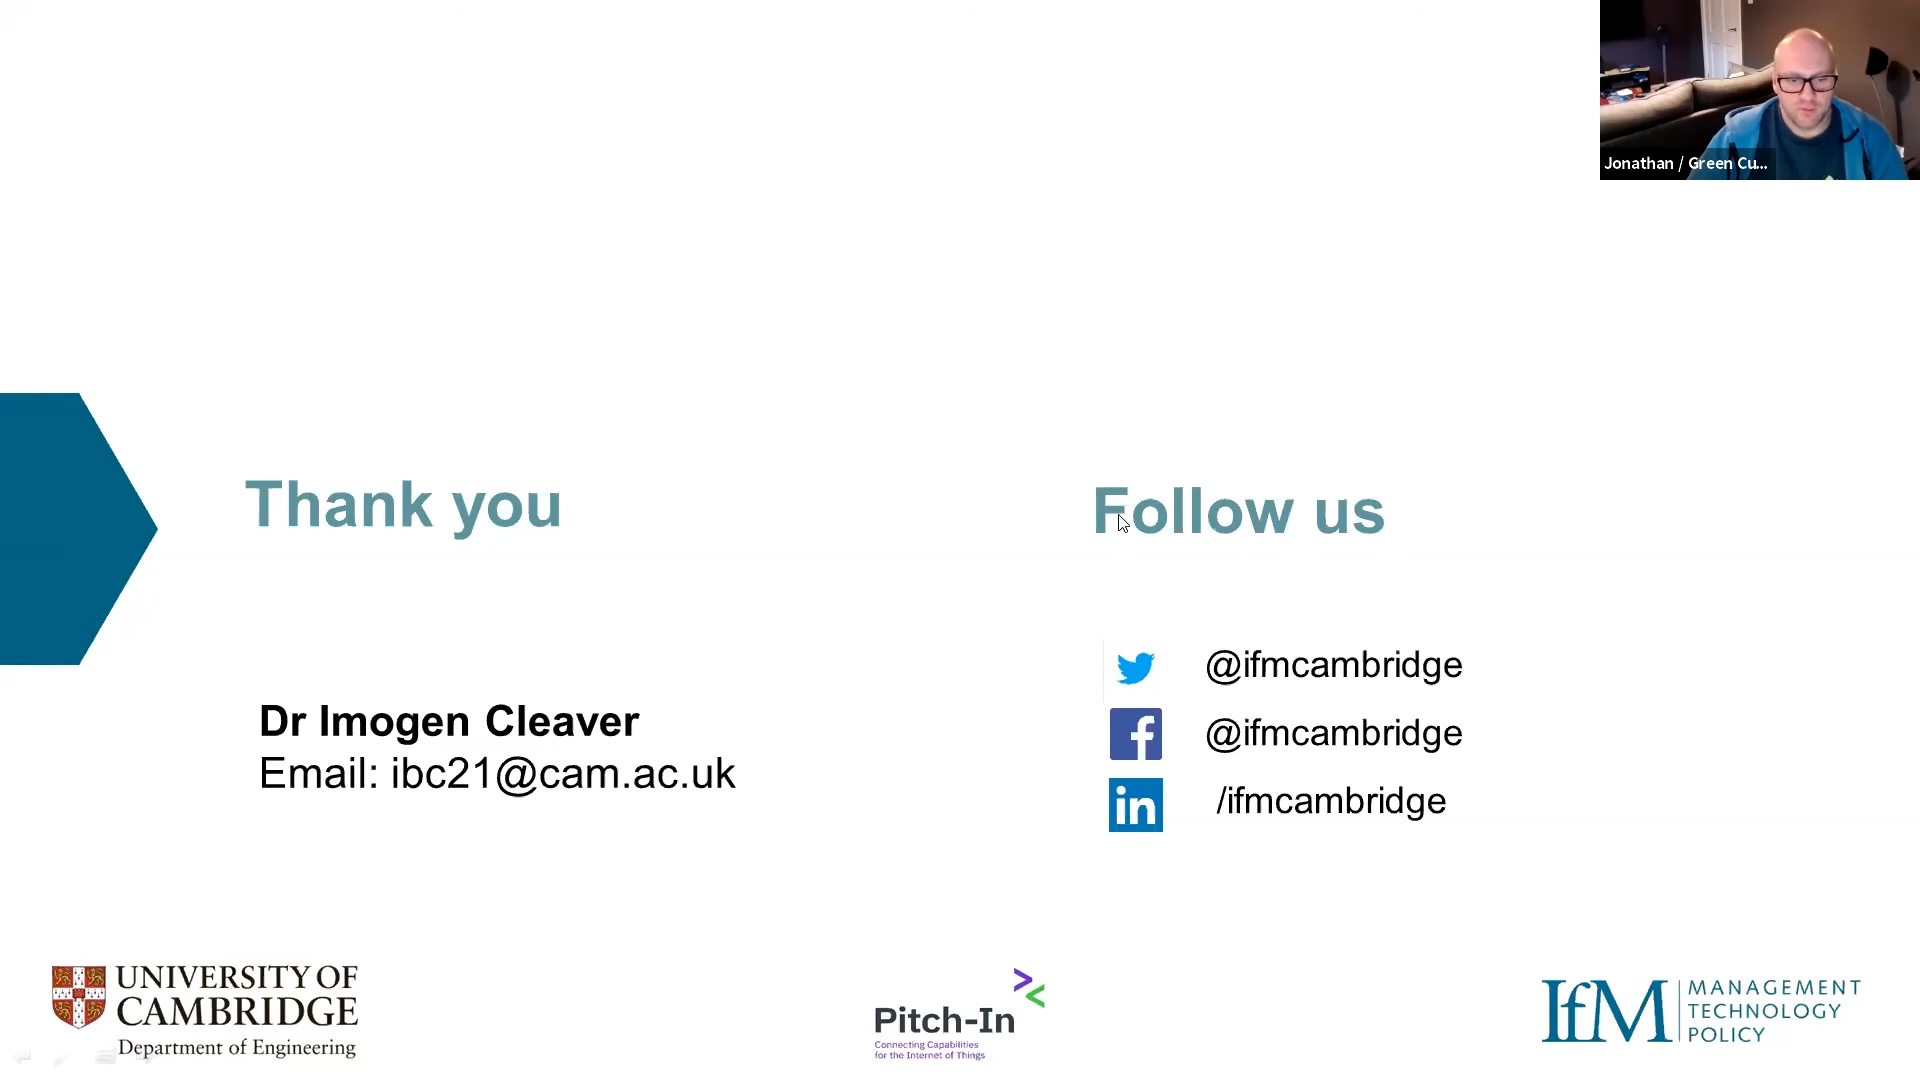 Jonathan / Green Cu...
Thank you
Follow us
Dr Imogen Cleaver
Email: ibc21@cam.ac.uk
@ifmcambridge
@ifmcambridge
/ifmcambridge
UNIVERSITY OF
CAMBRIDGE
Department of Engineering
Pitch-In
Connecting Capabilities
for the Internet of Things
IfM
MANAGEMENT
TECHNOLOGY
POLICY